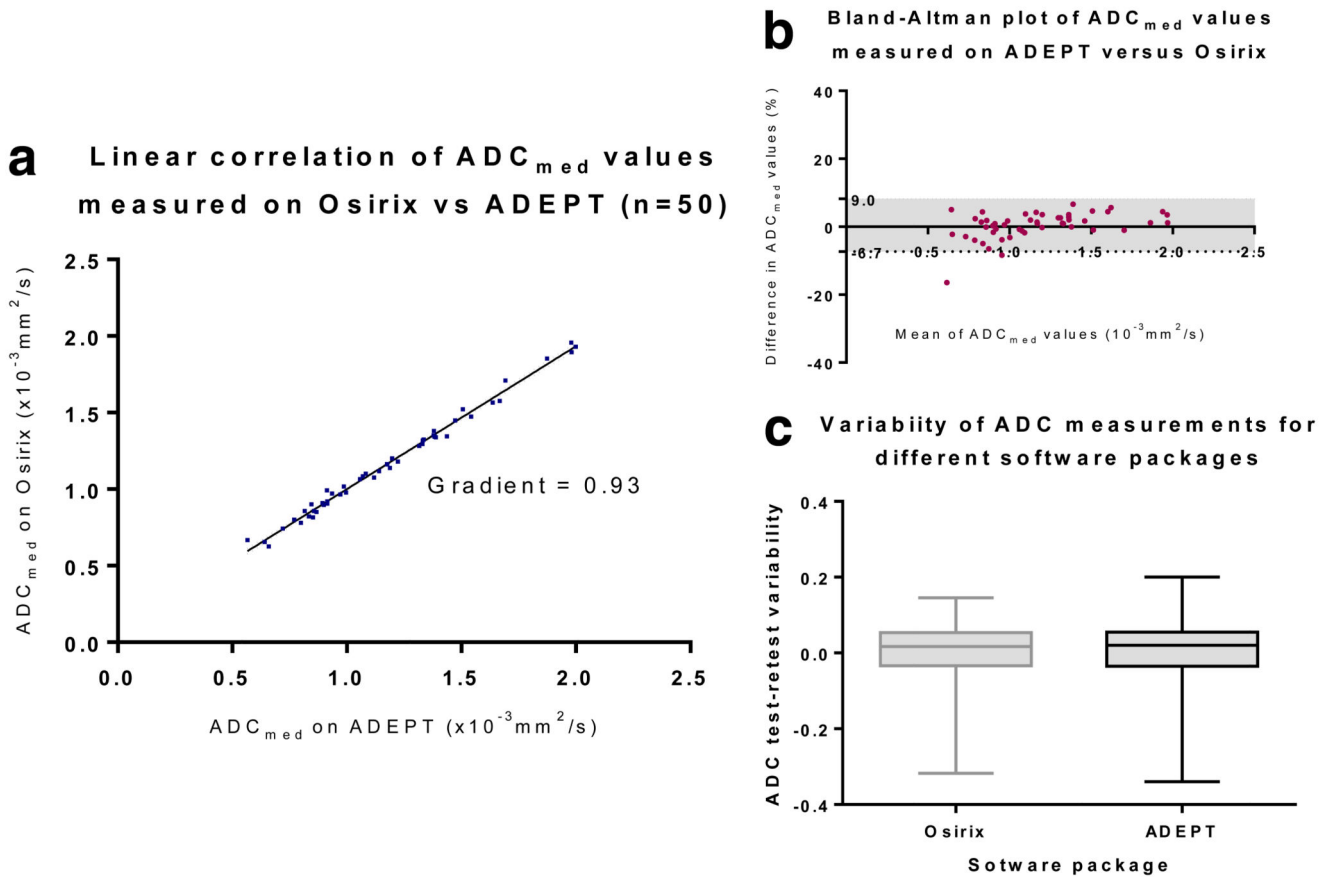 a
Linear correlation of ADCmed values
measured on Osirix vs ADEPT (n=50)
ADCmed on Osirix (x10-3mm2/s)
2.5
2.0
1.5
1.0
0.5
0.0
Gradient = 0.93
0.0 0.5 1.0 1.5 2.0 2.5
ADCmed on ADEPT (x10-3mm2/s)
b
Bland-Altman plot of ADCmed values
measured on ADEPT versus Osirix
Difference in ADCmed values (%)
40
20
0
-20
-40
9.0
-6.7
0.5 1.0 1.5 2.0 2.5
Mean of ADCmed values (10-3mm2/s)
c
Variabiity of ADC measurements for
different software packages
ADC test-retest variability
0.4
0.2
0.0
-0.2
-0.4
Osirix ADEPT
Sotware package